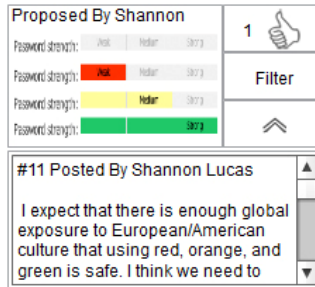 Proposed By Shannon
Password strength: Weak Medium Strong
Password strength: Weak
Password strength: Medium
Password strength: Strong
1
Filter
#11 Posted By Shannon Lucas
I expect that there is enough global
exposure to European/American
culture that using red, orange, and
green is safe. I think we need to